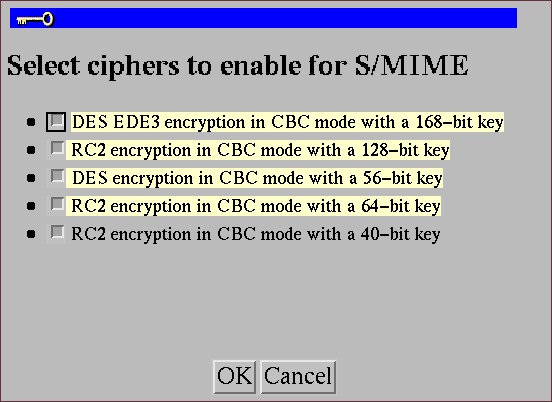 Select ciphers to enable for S/MIME
DES EDE3 encryption in CBC mode with a 168-bit key
RC2 encryption in CBC mode with a 128-bit key
DES encryption in CBC mode with a 56-bit key
RC2 encryption in CBC mode with a 64-bit key
RC2 encryption in CBC mode with a 40-bit key
OK Cancel